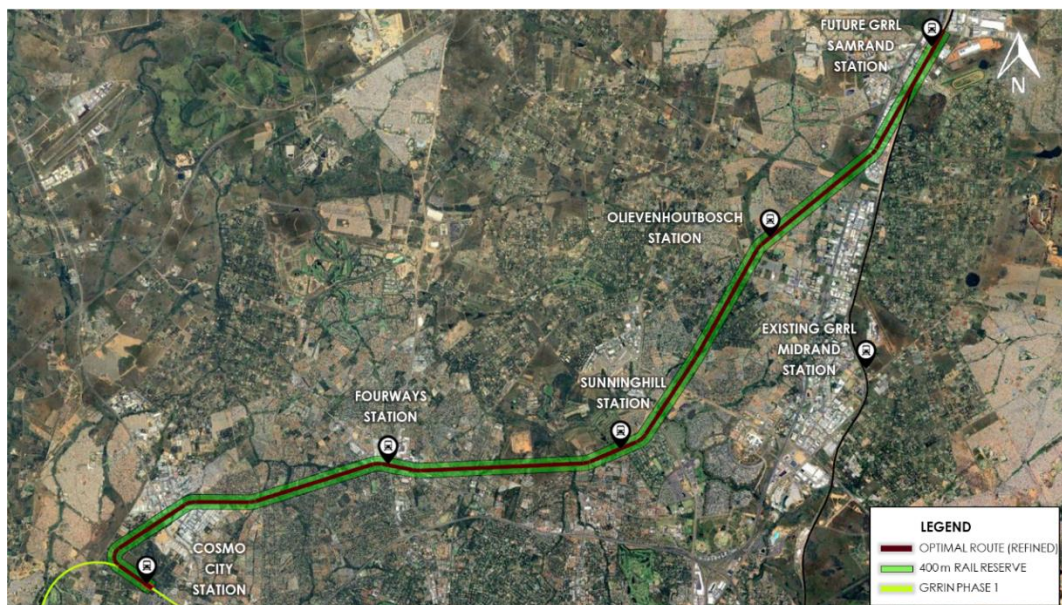 FUTURE GRRL
SAMRAND
STATION
N
OLIEVENHOUTBOSCH
STATION
EXISTING GRRL
MIDRAND
STATION
SUNNINGHILL
STATION
FOURWAYS
STATION
COSMO
CITY
STATION
LEGEND
OPTIMAL ROUTE (REFINED)
400 m RAIL RESERVE
GRRIN PHASE 1